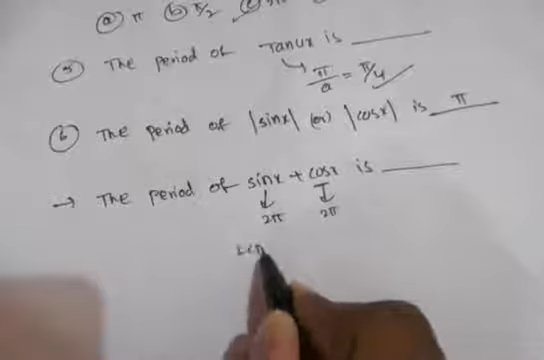 (a) π (b) π/2
(5) The period of Tan4x is ______
π/a = π/4
(6) The period of |sinx| (or) |cosx| is π
→ The period of sinx + cosx is ______
2π 2π
LCM